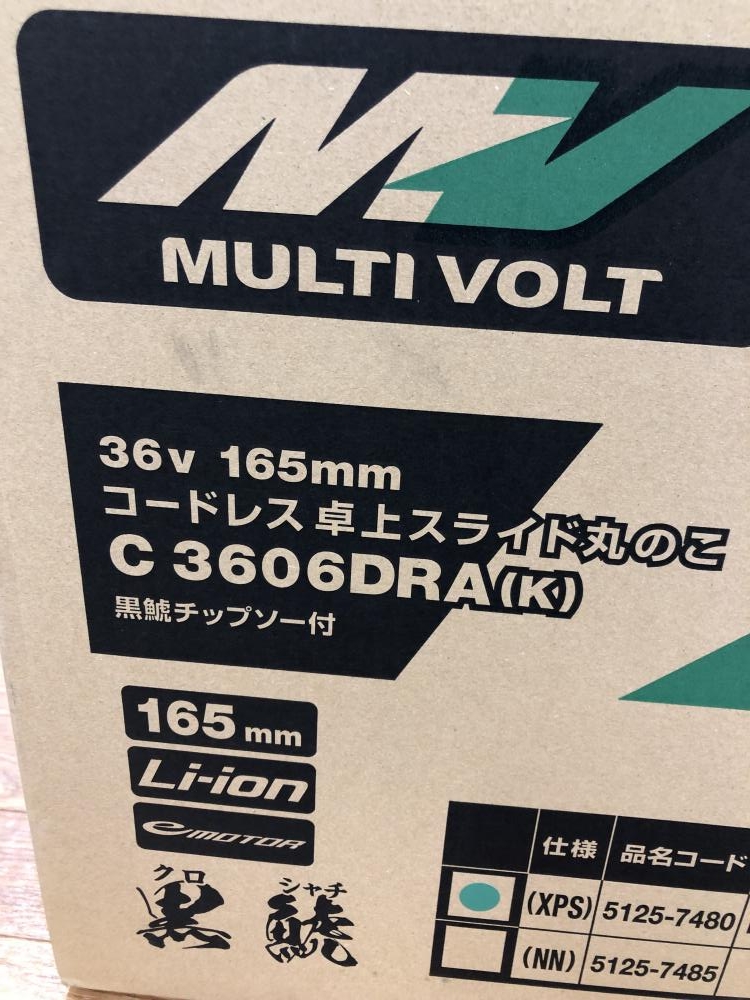 MV
MULTI VOLT
36v 165mm
コードレス 卓上スライド丸のこ
C 3606DRA(K)
黒鯱チップソー付
165mm
Li-ion
eMOTOR
クロ シャチ
黒 鯱
仕様 品名コード
(XPS) 5125-7480
(NN) 5125-7485